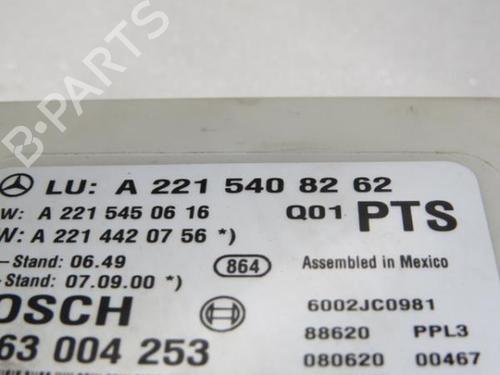 B-PARTS
LU: A 221 540 82 62
W: A 221 545 06 16 Q01 PTS
W: A 221 442 07 56 *)
- Stand: 06.49 864 Assembled in Mexico
- Stand: 07.09.00 *)
OSCH 6002JC0981
63 004 253 88620 PPL3
080620 00467